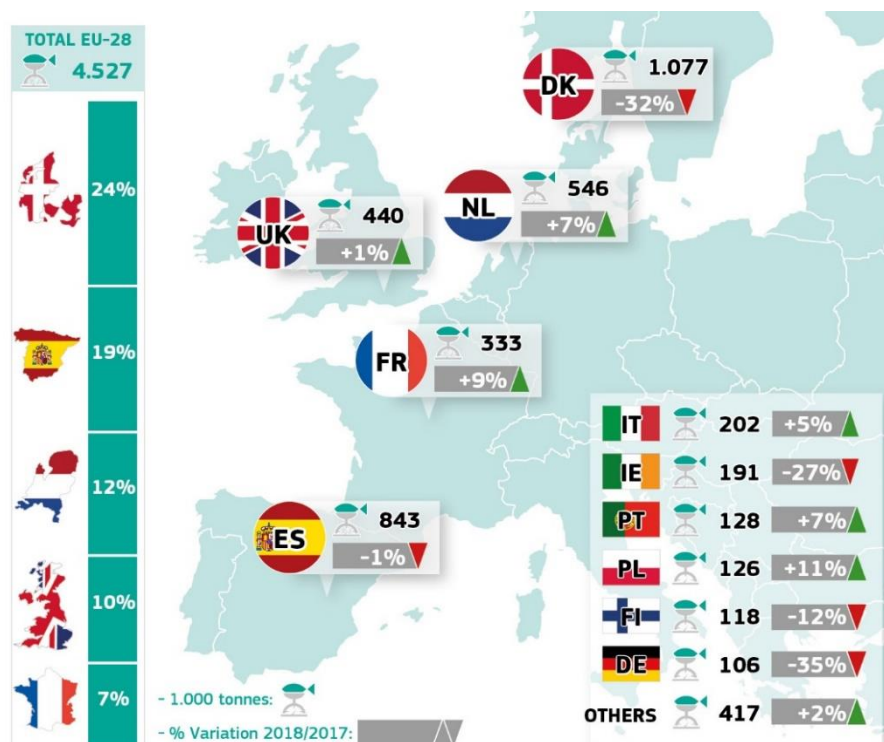 TOTAL EU-28
4.527
24%
19%
12%
10%
7%
DK
1.077
-32%
NL
546
+7%
UK
440
+1%
FR
333
+9%
ES
843
-1%
IT 202 +5%
IE 191 -27%
PT 128 +7%
PL 126 +11%
FI 118 -12%
DE 106 -35%
OTHERS 417 +2%
- 1.000 tonnes:
- % Variation 2018/2017: